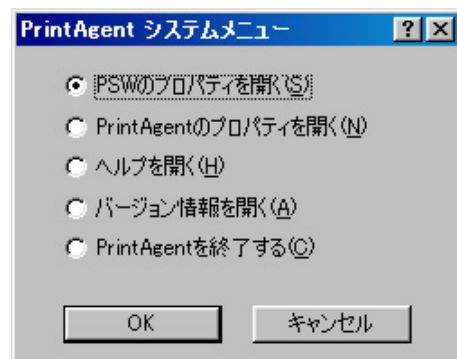 PrintAgent システムメニュー
PSWのプロパティを開く(S)
PrintAgentのプロパティを開く(N)
ヘルプを開く(H)
バージョン情報を開く(A)
PrintAgentを終了する(C)
OK キャンセル